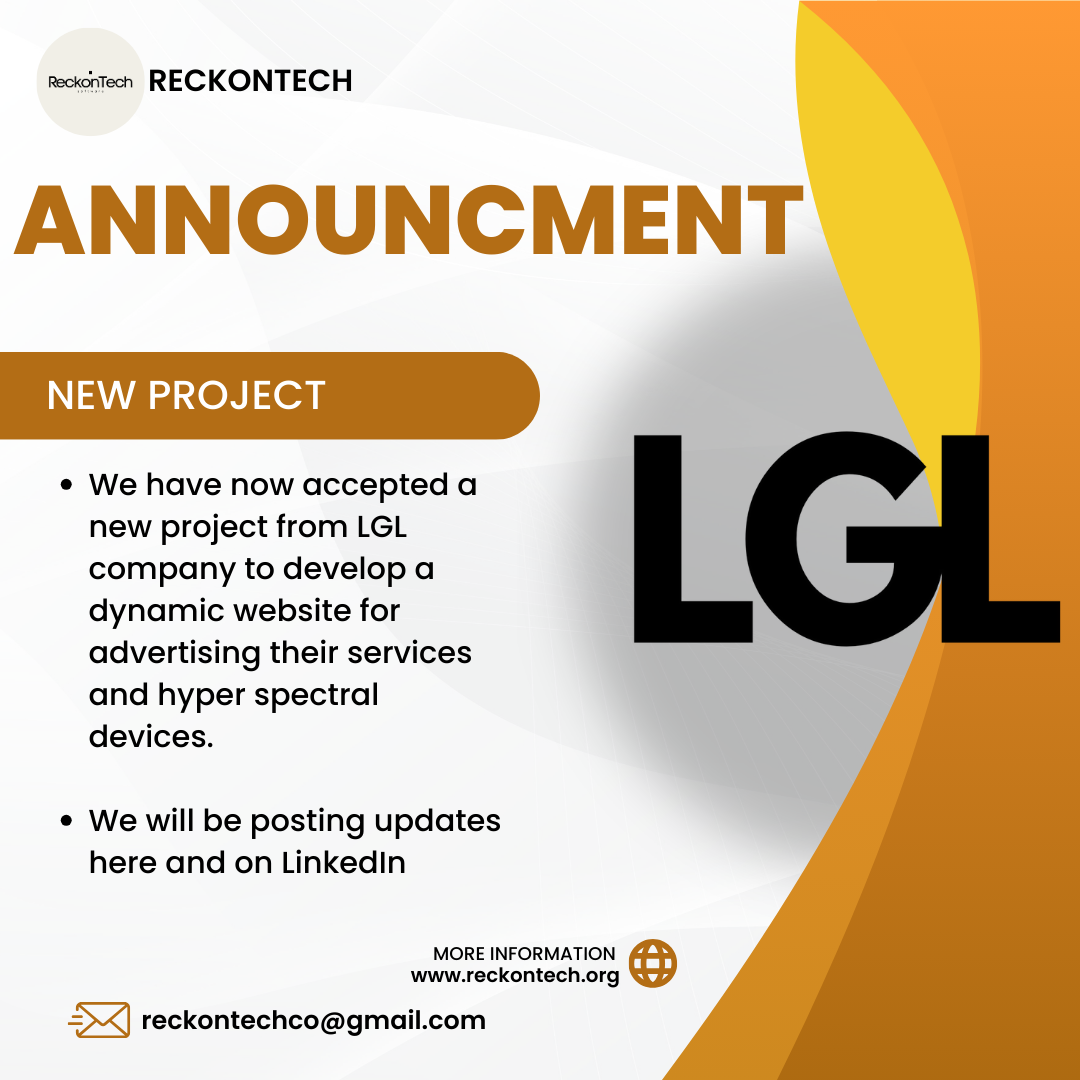 ReckonTech
software
RECKONTECH
ANNOUNCMENT
NEW PROJECT
• We have now accepted a
new project from LGL
company to develop a
dynamic website for
advertising their services
and hyper spectral
devices.
• We will be posting updates
here and on LinkedIn
LGL
MORE INFORMATION
www.reckontech.org
reckontechco@gmail.com